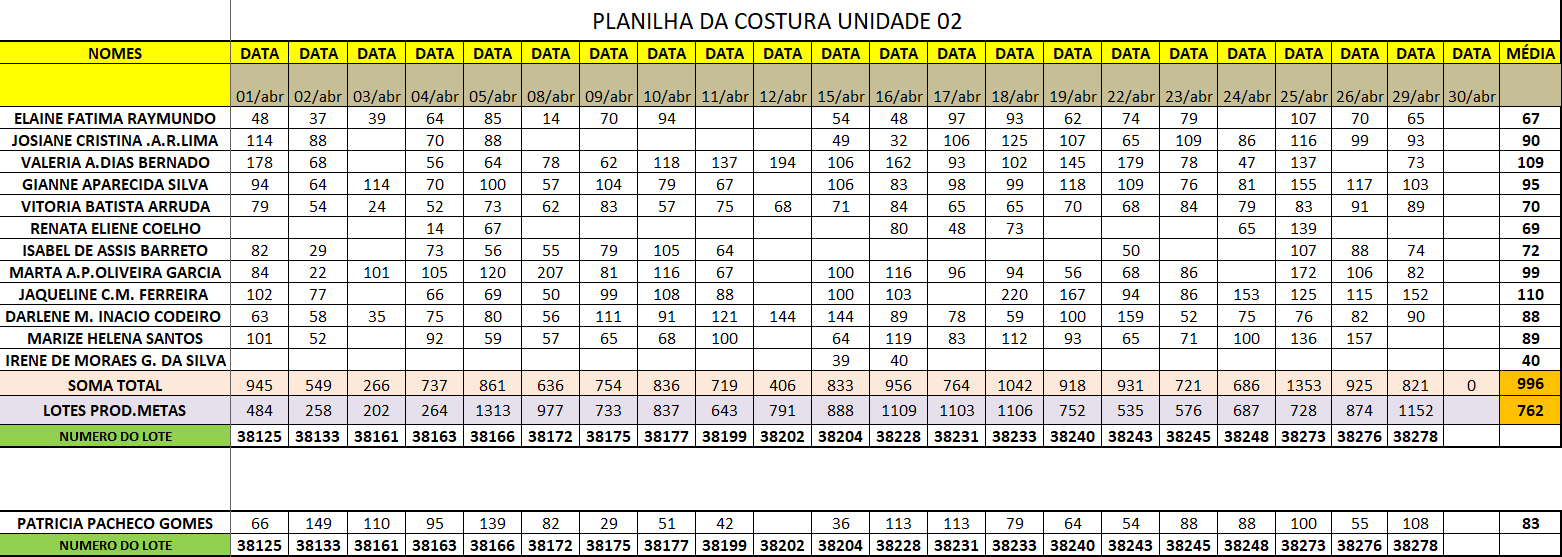 PLANILHA DA COSTURA UNIDADE 02
NOMES DATA DATA DATA DATA DATA DATA DATA DATA DATA DATA DATA DATA DATA DATA DATA DATA DATA DATA DATA DATA DATA DATA MÉDIA
01/abr 02/abr 03/abr 04/abr 05/abr 08/abr 09/abr 10/abr 11/abr 12/abr 15/abr 16/abr 17/abr 18/abr 19/abr 22/abr 23/abr 24/abr 25/abr 26/abr 29/abr 30/abr
ELAINE FATIMA RAYMUNDO 48 37 39 64 85 14 70 94 54 48 97 93 62 74 79 107 70 65 67
JOSIANE CRISTINA .A.R.LIMA 114 88 70 88 49 32 106 125 107 65 109 86 116 99 93 90
VALERIA A.DIAS BERNADO 178 68 56 64 78 62 118 137 194 106 162 93 102 145 179 78 47 137 73 109
GIANNE APARECIDA SILVA 94 64 114 70 100 57 104 79 67 106 83 98 99 118 109 76 81 155 117 103 95
VITORIA BATISTA ARRUDA 79 54 24 52 73 62 83 57 75 68 71 84 65 65 70 68 84 79 83 91 89 70
RENATA ELIENE COELHO 14 67 80 48 73 65 139 69
ISABEL DE ASSIS BARRETO 82 29 73 56 55 79 105 64 50 107 88 74 72
MARTA A.P.OLIVEIRA GARCIA 84 22 101 105 120 207 81 116 67 100 116 96 94 56 68 86 172 106 82 99
JAQUELINE C.M. FERREIRA 102 77 66 69 50 99 108 88 100 103 220 167 94 86 153 125 115 152 110
DARLENE M. INACIO CODEIRO 63 58 35 75 80 56 111 91 121 144 144 89 78 59 100 159 52 75 76 82 90 88
MARIZE HELENA SANTOS 101 52 92 59 57 65 68 100 64 119 83 112 93 65 71 100 136 157 89
IRENE DE MORAES G. DA SILVA 39 40 40
SOMA TOTAL 945 549 266 737 861 636 754 836 719 406 833 956 764 1042 918 931 721 686 1353 925 821 0 996
LOTES PROD.METAS 484 258 202 264 1313 977 733 837 643 791 888 1109 1103 1106 752 535 576 687 728 874 1152 762
NUMERO DO LOTE 38125 38133 38161 38163 38166 38172 38175 38177 38199 38202 38204 38228 38231 38233 38240 38243 38245 38248 38273 38276 38278
PATRICIA PACHECO GOMES 66 149 110 95 139 82 29 51 42 36 113 113 79 64 54 88 88 100 55 108 83
NUMERO DO LOTE 38125 38133 38161 38163 38166 38172 38175 38177 38199 38202 38204 38228 38231 38233 38240 38243 38245 38248 38273 38276 38278